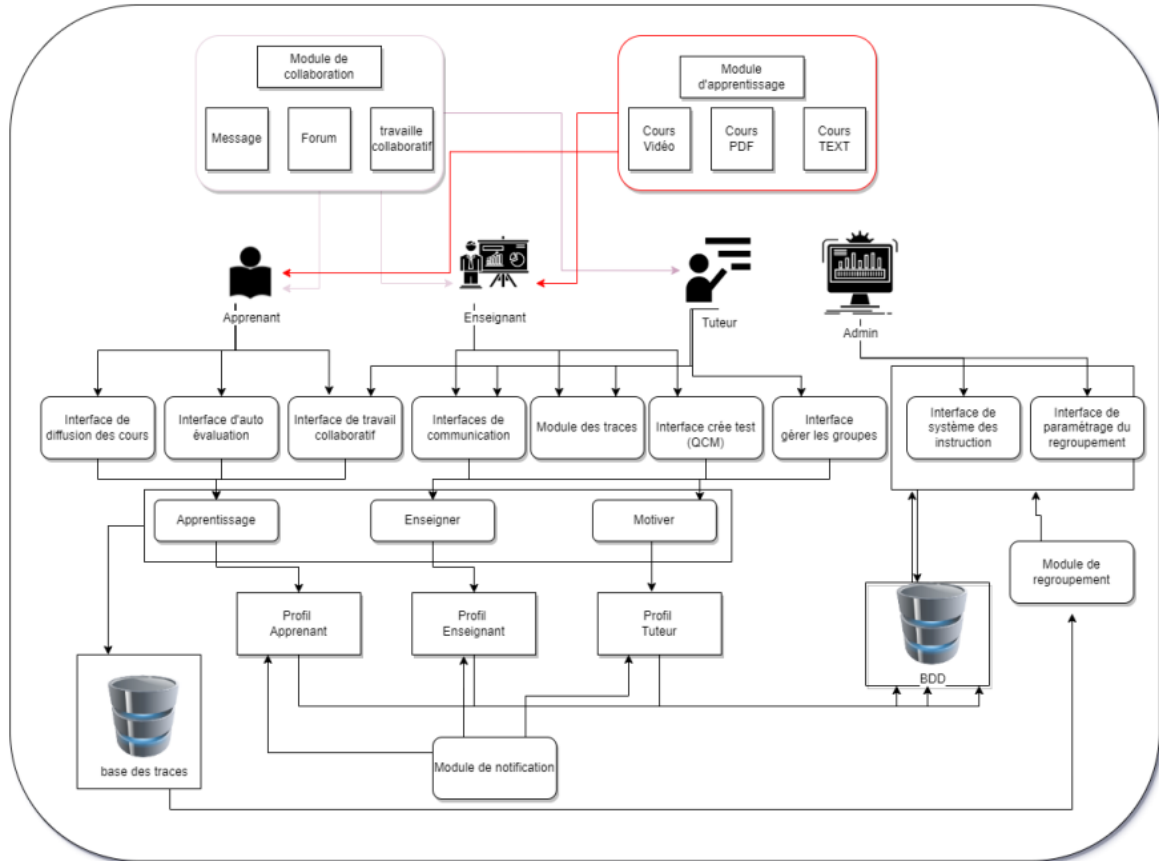 Module de
collaboration
Message
Forum
travaille
collaboratif
Module
d'apprentissage
Cours
Vidéo
Cours
PDF
Cours
TEXT
Apprenant
Enseignant
Tuteur
Admin
Interface de
diffusion des cours
Interface d'auto
évaluation
Interface de travail
collaboratif
Interfaces de
communication
Module des traces
Interface crée test
(QCM)
Interface
gérer les groupes
Interface de
système des
instruction
Interface de
paramétrage du
regroupement
Apprentissage
Enseigner
Motiver
Module de
regroupement
Profil
Apprenant
Profil
Enseignant
Profil
Tuteur
BDD
base des traces
Module de notification